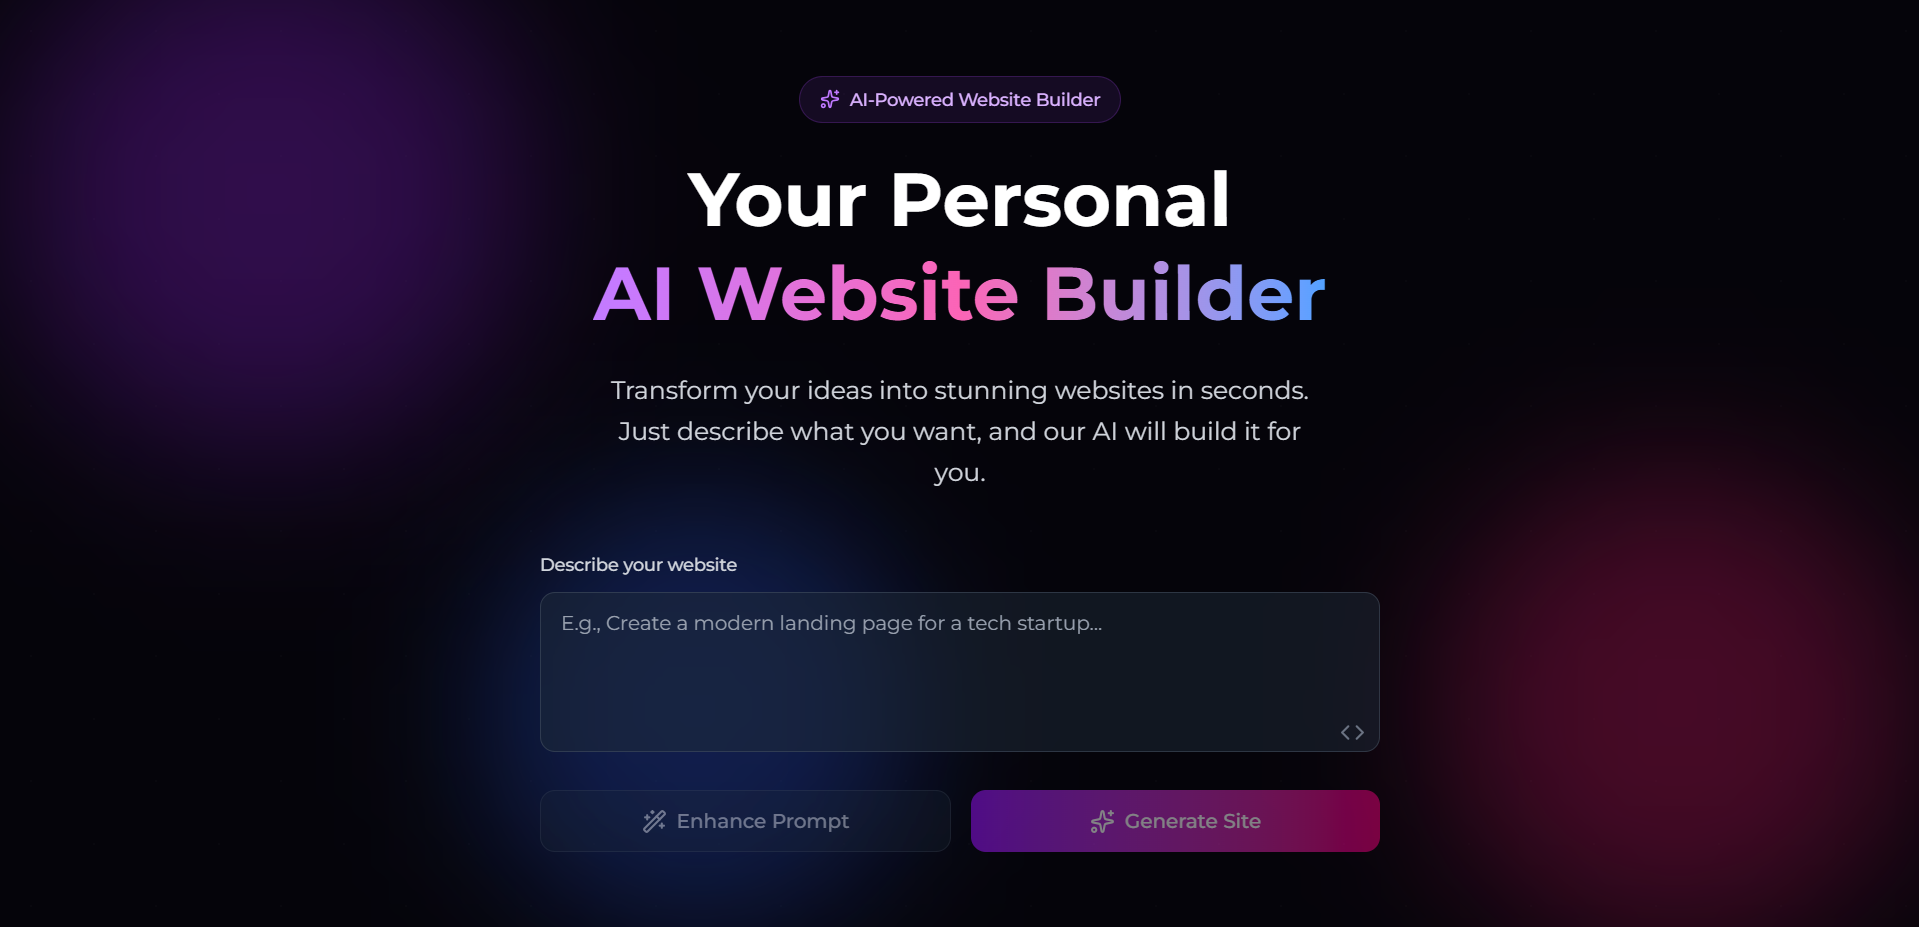 AI-Powered Website Builder
Your Personal
AI Website Builder
Transform your ideas into stunning websites in seconds.
Just describe what you want, and our AI will build it for
you.
Describe your website
E.g., Create a modern landing page for a tech startup...
Enhance Prompt
Generate Site